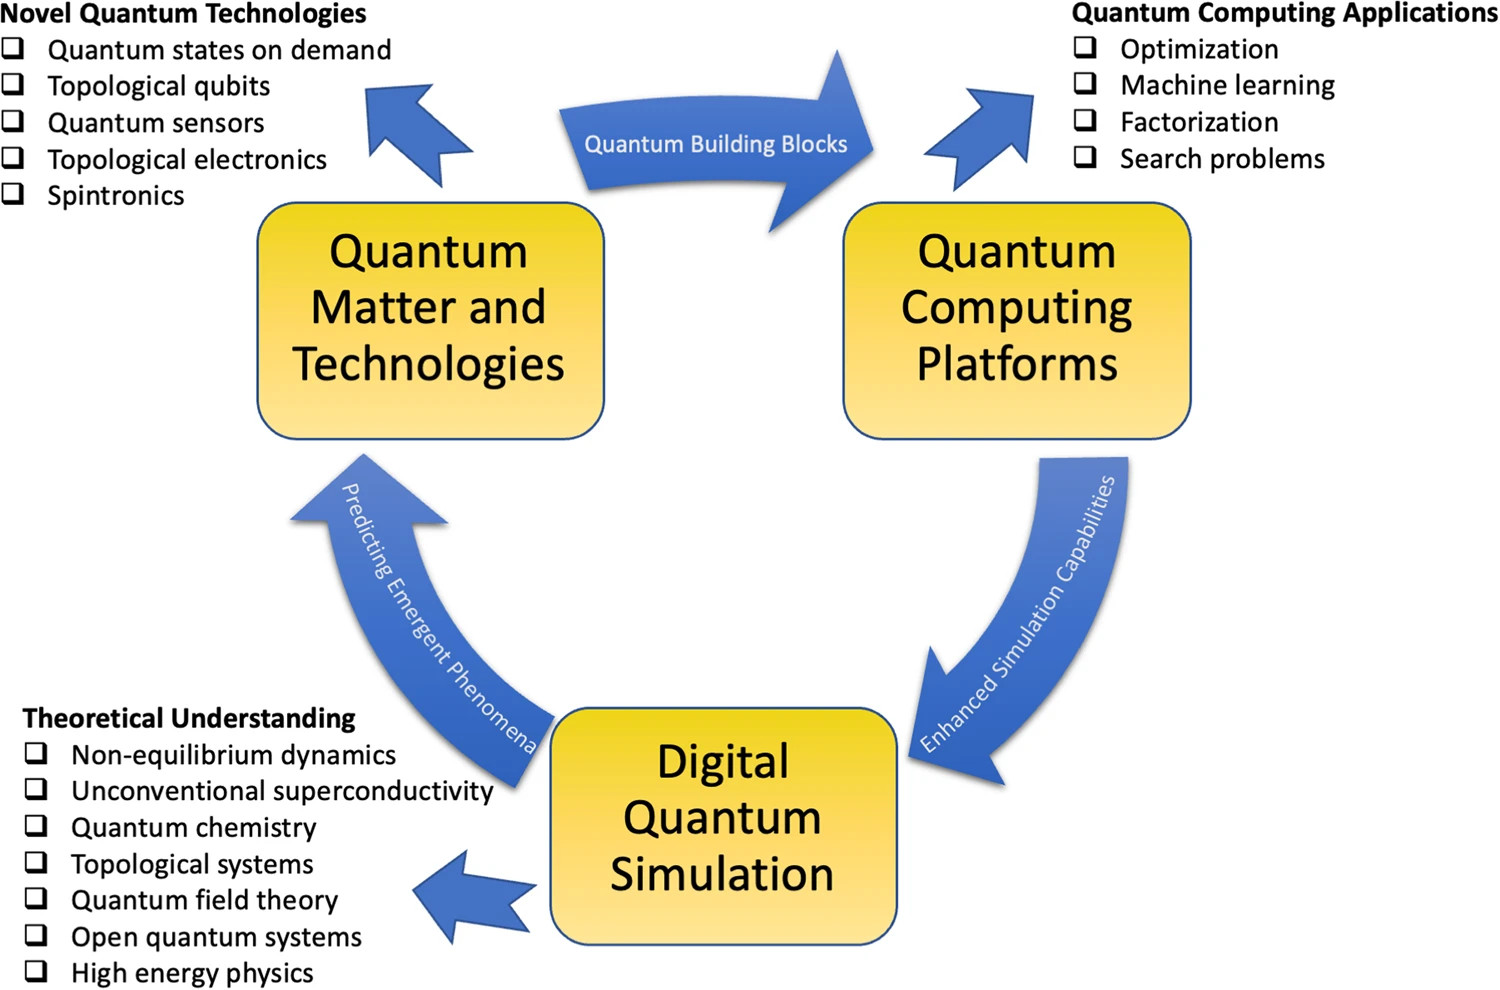 Novel Quantum Technologies
Quantum states on demand
Topological qubits
Quantum sensors
Topological electronics
Spintronics
Quantum Building Blocks
Quantum Computing Applications
Optimization
Machine learning
Factorization
Search problems
Quantum
Matter and
Technologies
Quantum
Computing
Platforms
Predicting Emergent Phenomena
Enhanced Simulation Capabilities
Theoretical Understanding
Non-equilibrium dynamics
Unconventional superconductivity
Quantum chemistry
Topological systems
Quantum field theory
Open quantum systems
High energy physics
Digital
Quantum
Simulation